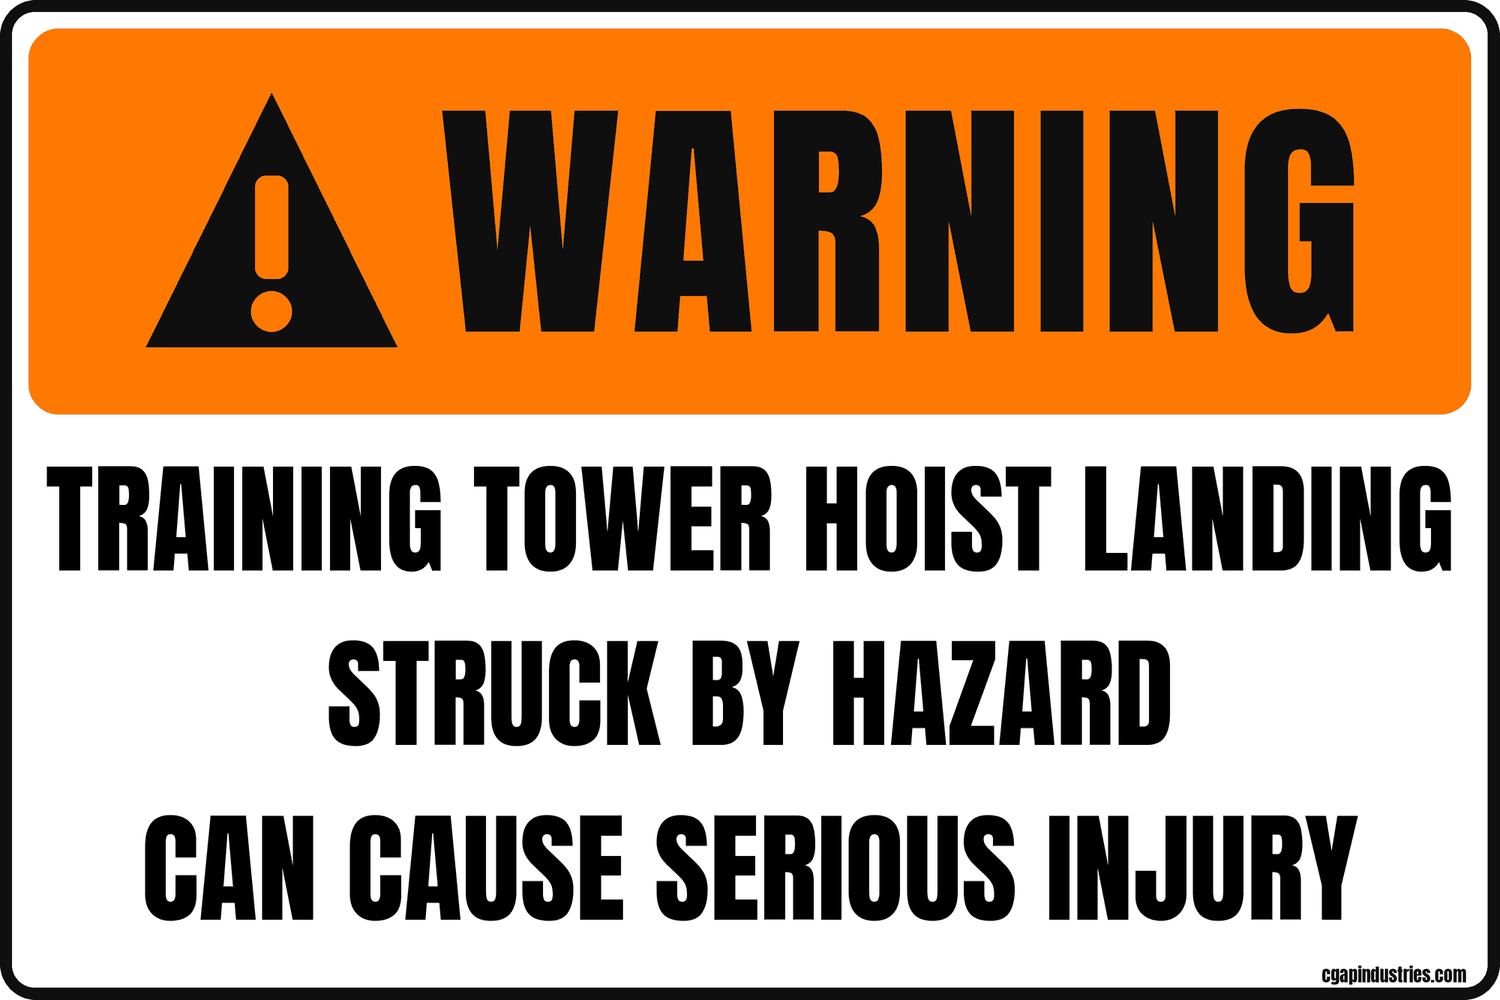 WARNING
TRAINING TOWER HOIST LANDING
STRUCK BY HAZARD
CAN CAUSE SERIOUS INJURY
cgapindustries.com